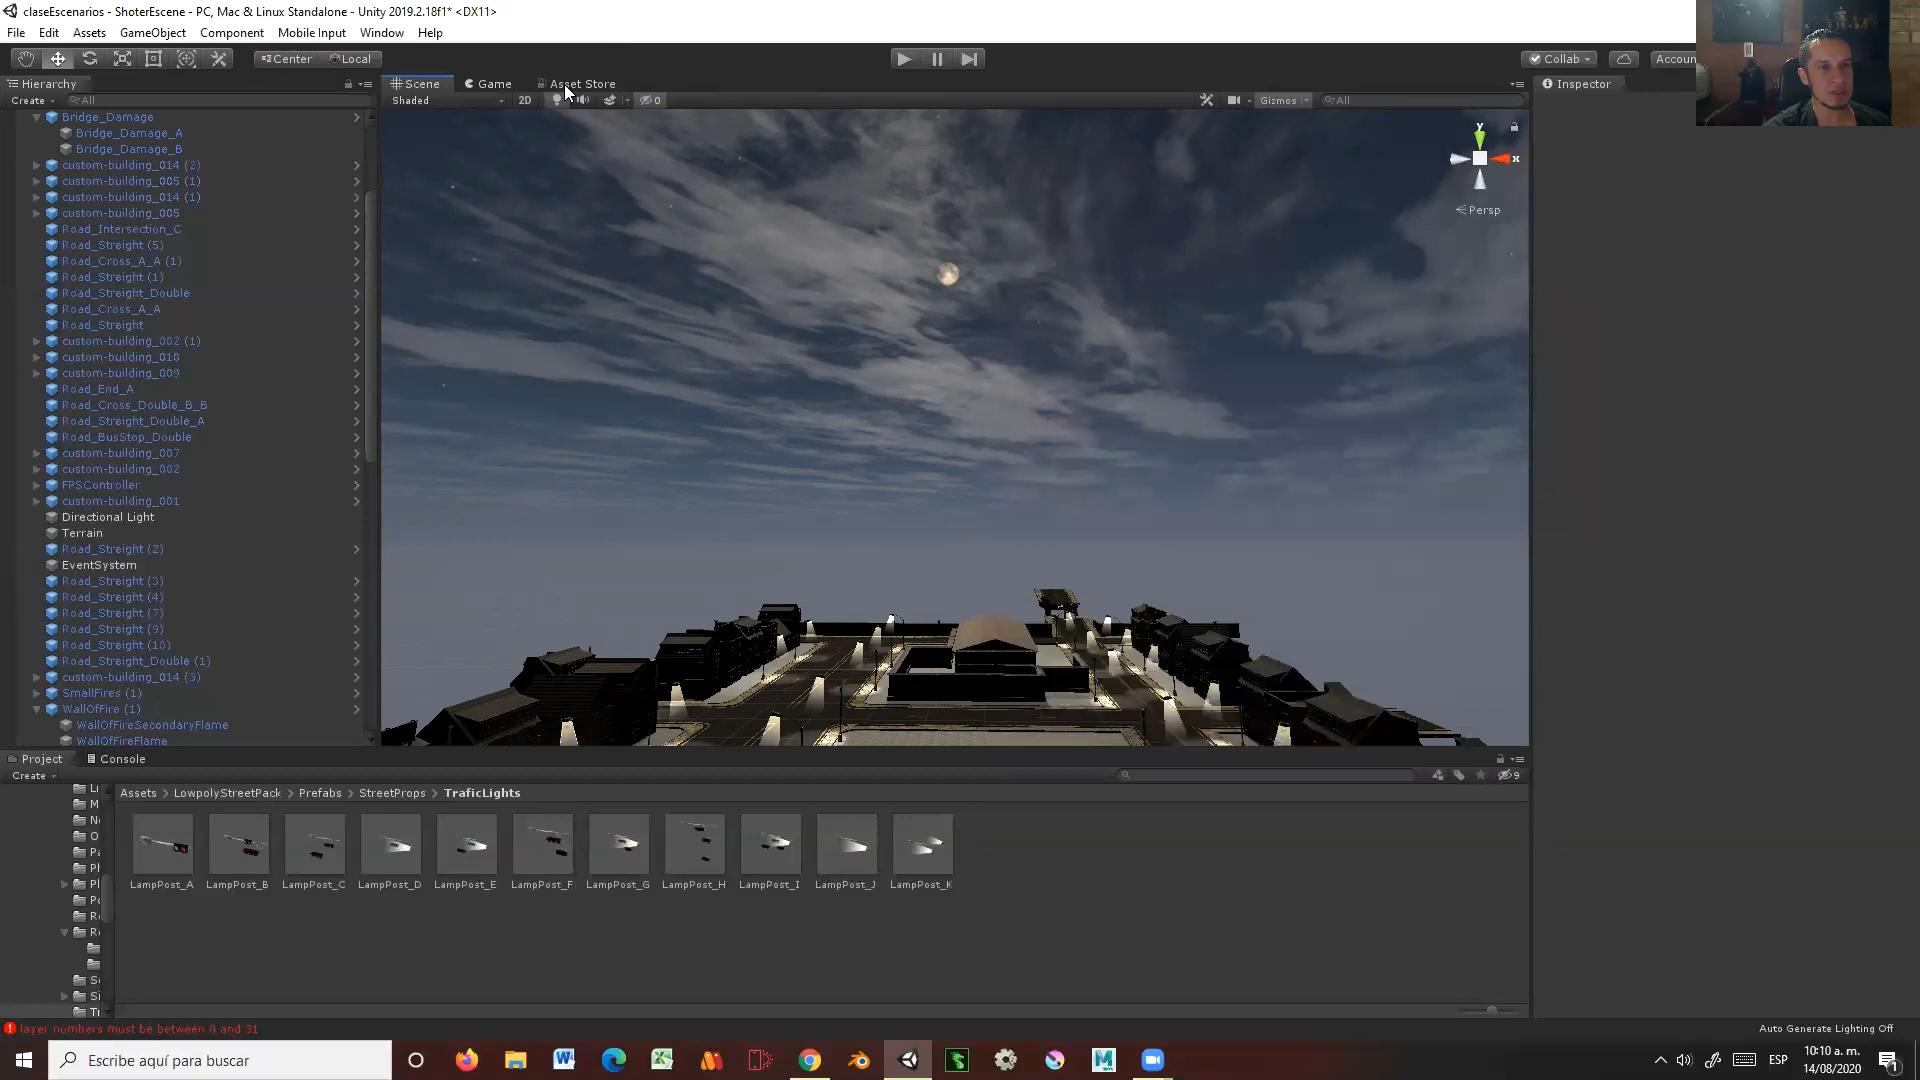 claseEscenarios - ShoterEscene - PC, Mac & Linux Standalone - Unity 2019.2.18f1* <DX11>
File Edit Assets GameObject Component Mobile Input Window Help
Center Local
Collab Accoun
Hierarchy
Create All
Scene Game Asset Store
Shaded 2D 0 Gizmos All
Inspector
Bridge_Damage
Bridge_Damage_A
Bridge_Damage_B
custom-building_014 (2)
custom-building_005 (1)
custom-building_014 (1)
custom-building_005
Road_Intersection_C
Road_Streight (5)
Road_Cross_A_A (1)
Road_Streight (1)
Road_Streight_Double
Road_Cross_A_A
Road_Streight
custom-building_002 (1)
custom-building_010
custom-building_009
Road_End_A
Road_Cross_Double_B_B
Road_Streight_Double_A
Road_BusStop_Double
custom-building_007
custom-building_002
FPSController
custom-building_001
Directional Light
Terrain
Road_Streight (2)
EventSystem
Road_Streight (3)
Road_Streight (4)
Road_Streight (7)
Road_Streight (9)
Road_Streight (10)
Road_Streight_Double (1)
custom-building_014 (3)
SmallFires (1)
WallOfFire (1)
WallOfFireSecondaryFlame
WallOfFireFlame
y
x
Persp
Project Console
Create
9
Assets > LowpolyStreetPack > Prefabs > StreetProps > TraficLights
LampPost_A LampPost_B LampPost_C LampPost_D LampPost_E LampPost_F LampPost_G LampPost_H LampPost_I LampPost_J LampPost_K
layer numbers must be between 0 and 31
Auto Generate Lighting Off
Escribe aquí para buscar
ESP
10:10 a. m.
14/08/2020
1